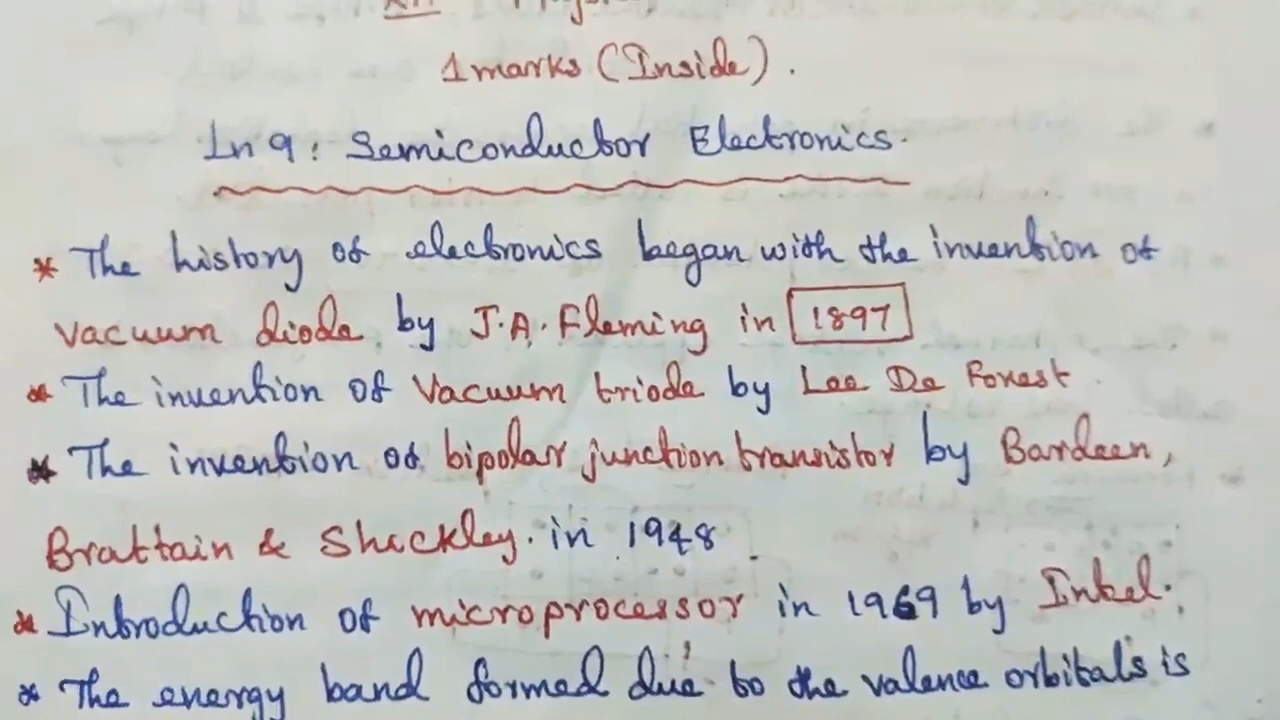 1 marks (Inside).
Ln 9: Semiconductor Electronics.
* The history of electronics began with the invention of
vacuum diode by J.A. Fleming in 1897
* The invention of Vacuum triode by Lee De Forest
* The invention of bipolar junction transistor by Bardeen,
Brattain & Shockley. in 1948
* Introduction of microprocessor in 1969 by Intel.
* The energy band formed due to the valence orbitals is